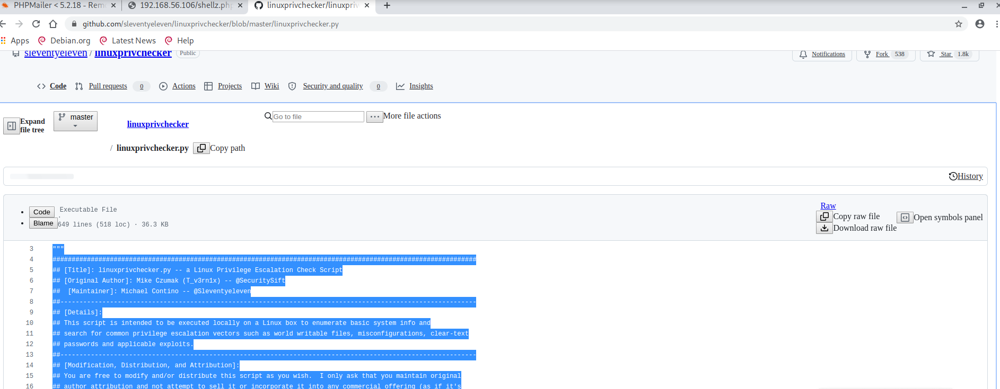 PHPMailer < 5.2.18 - Rem
192.168.56.106/shellz.php
linuxprivchecker/linuxpriv
github.com/sleventyeleven/linuxprivchecker/blob/master/linuxprivchecker.py
Apps Debian.org Latest News Help
sleventyeleven / linuxprivchecker Public
Notifications Fork 538 Star 1.8k
Code Pull requests 0 Actions Projects Wiki Security and quality 0 Insights
Expand file tree
master
linuxprivchecker
Go to file
More file actions
/ linuxprivchecker.py Copy path
History
Code
Blame
Executable File
·
649 lines (518 loc) · 36.3 KB
Raw
Copy raw file
Download raw file
Open symbols panel
3 """
4 ###############################################################################################################
5 ## [Title]: linuxprivchecker.py -- a Linux Privilege Escalation Check Script
6 ## [Original Author]: Mike Czumak (T_v3rn1x) -- @SecuritySift
7 ##  [Maintainer]: Michael Contino -- @Sleventyeleven
8 ##-------------------------------------------------------------------------------------------------------------
9 ## [Details]:
10 ## This script is intended to be executed locally on a Linux box to enumerate basic system info and
11 ## search for common privilege escalation vectors such as world writable files, misconfigurations, clear-text
12 ## passwords and applicable exploits.
13 ##-------------------------------------------------------------------------------------------------------------
14 ## [Modification, Distribution, and Attribution]:
15 ## You are free to modify and/or distribute this script as you wish.  I only ask that you maintain original
16 ## author attribution and not attempt to sell it or incorporate it into any commercial offering (as if it's